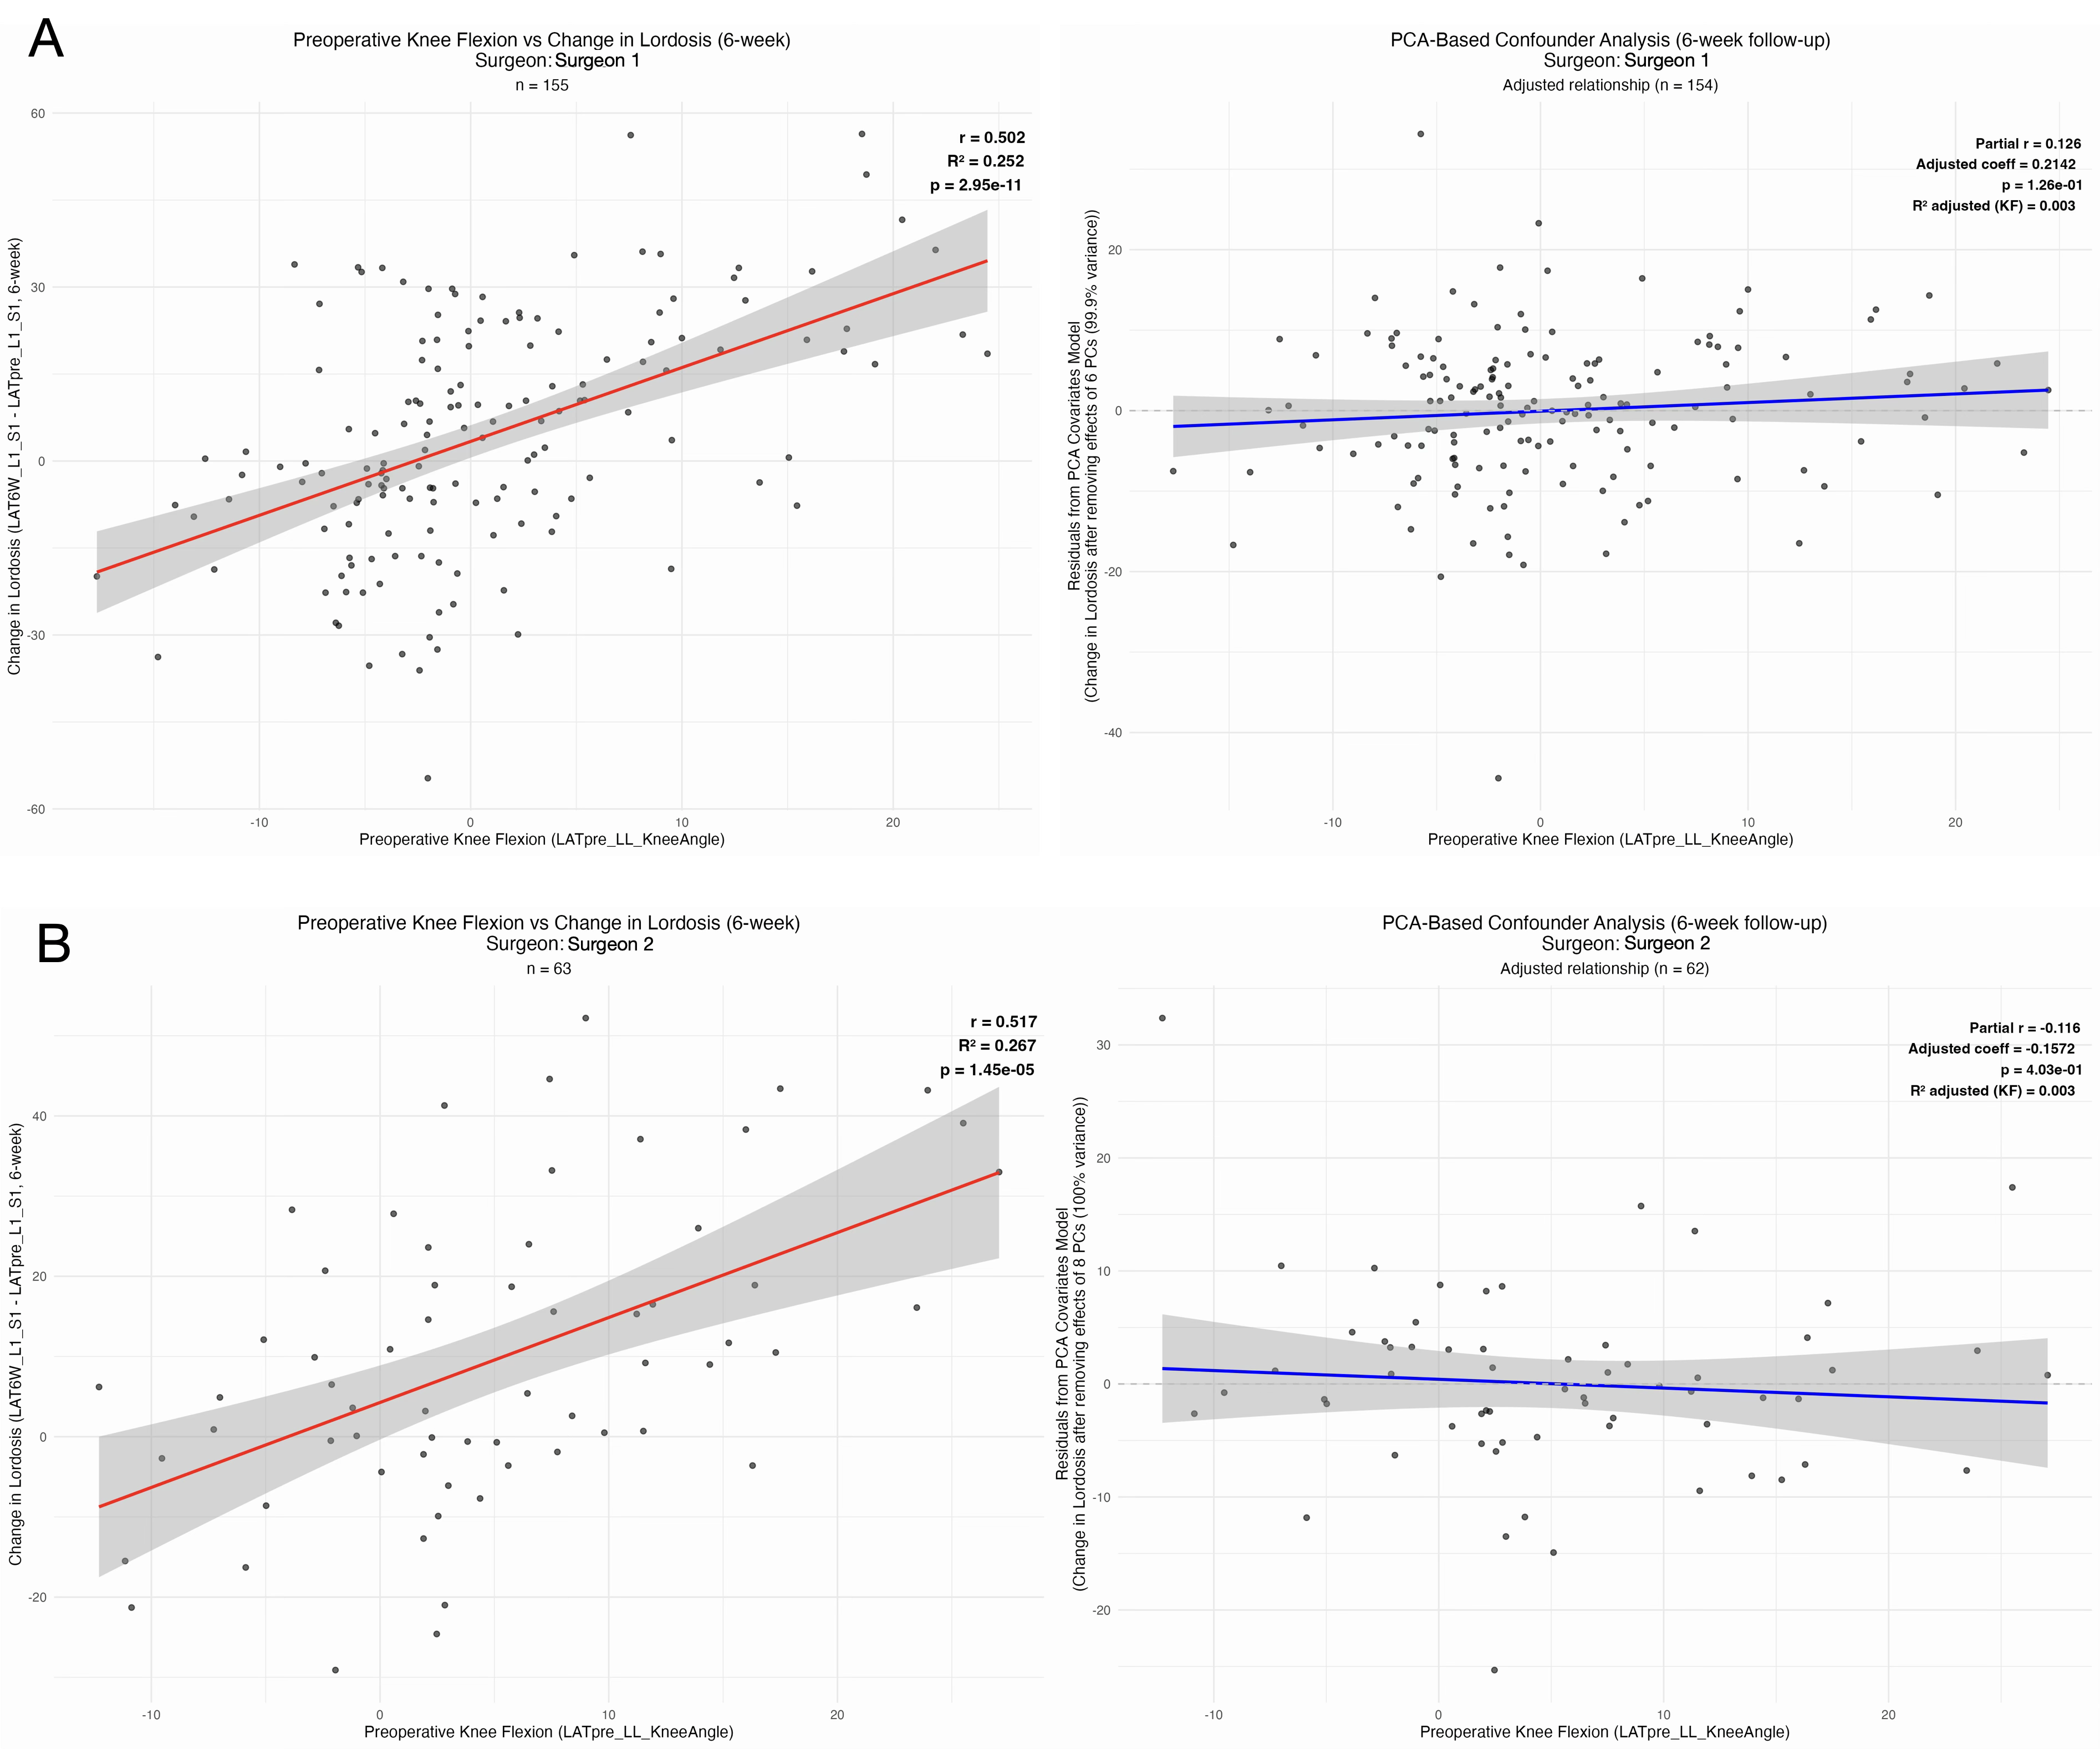 A
Preoperative Knee Flexion vs Change in Lordosis (6-week)
Surgeon: Surgeon 1
n = 155
r = 0.502
R² = 0.252
p = 2.95e-11
Change in Lordosis (LAT6W_L1_S1 - LATpre_L1_S1, 6-week)
60
30
0
-30
-60
-10
0
10
20
Preoperative Knee Flexion (LATpre_LL_KneeAngle)
PCA-Based Confounder Analysis (6-week follow-up)
Surgeon: Surgeon 1
Adjusted relationship (n = 154)
Partial r = 0.126
Adjusted coeff = 0.2142
p = 1.26e-01
R² adjusted (KF) = 0.003
Residuals from PCA Covariates Model
(Change in Lordosis after removing effects of 6 PCs (99.9% variance))
20
0
-20
-40
-10
0
10
20
Preoperative Knee Flexion (LATpre_LL_KneeAngle)
B
Preoperative Knee Flexion vs Change in Lordosis (6-week)
Surgeon: Surgeon 2
n = 63
r = 0.517
R² = 0.267
p = 1.45e-05
Change in Lordosis (LAT6W_L1_S1 - LATpre_L1_S1, 6-week)
40
20
0
-20
-10
0
10
20
Preoperative Knee Flexion (LATpre_LL_KneeAngle)
PCA-Based Confounder Analysis (6-week follow-up)
Surgeon: Surgeon 2
Adjusted relationship (n = 62)
Partial r = -0.116
Adjusted coeff = -0.1572
p = 4.03e-01
R² adjusted (KF) = 0.003
Residuals from PCA Covariates Model
(Change in Lordosis after removing effects of 8 PCs (100% variance))
30
20
10
0
-10
-20
-10
0
10
20
Preoperative Knee Flexion (LATpre_LL_KneeAngle)